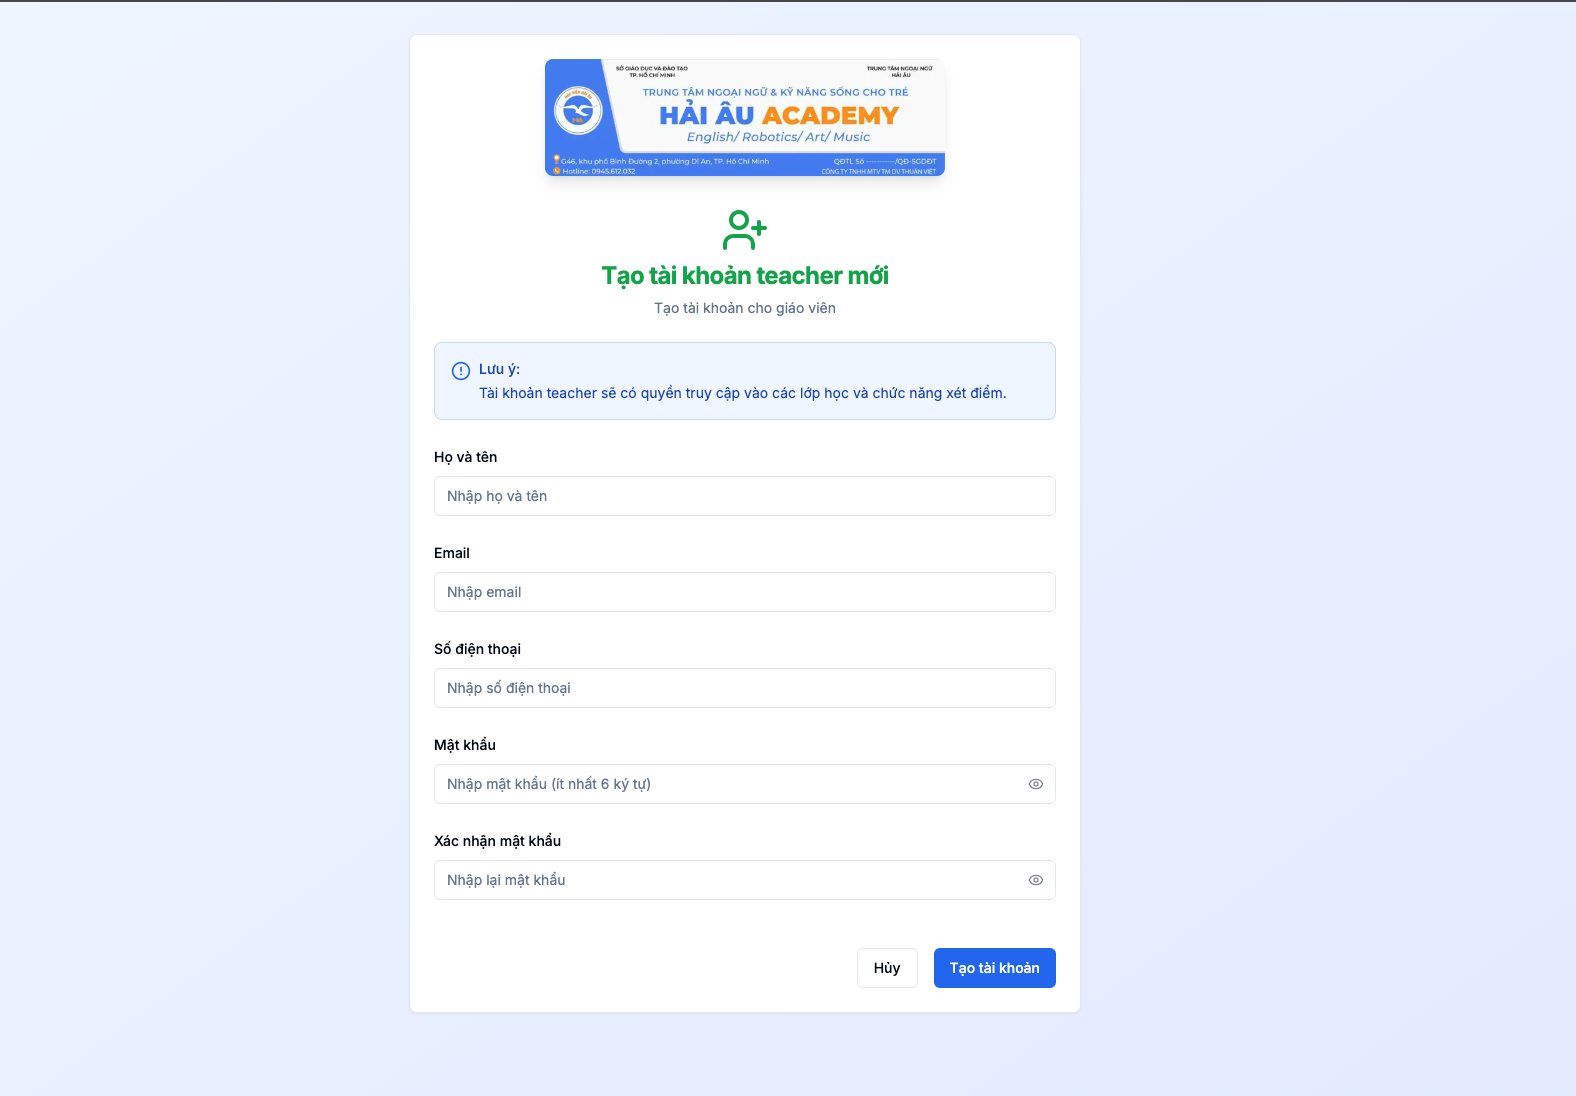 SỞ GIÁO DỤC VÀ ĐÀO TẠO
TP. HỒ CHÍ MINH
TRUNG TÂM NGOẠI NGỮ
HẢI ÂU
TRUNG TÂM NGOẠI NGỮ & KỸ NĂNG SỐNG CHO TRẺ
HẢI ÂU ACADEMY
English/ Robotics/ Art/ Music
G46, khu phố Bình Đường 2, phường Dĩ An, TP. Hồ Chí Minh
QĐTL Số ------------/QĐ-SGDĐT
Hotline: 0945.612.032
CÔNG TY TNHH MTV TM DV THUẬN VIỆT
Tạo tài khoản teacher mới
Tạo tài khoản cho giáo viên
Lưu ý:
Tài khoản teacher sẽ có quyền truy cập vào các lớp học và chức năng xét điểm.
Họ và tên
Nhập họ và tên
Email
Nhập email
Số điện thoại
Nhập số điện thoại
Mật khẩu
Nhập mật khẩu (ít nhất 6 ký tự)
Xác nhận mật khẩu
Nhập lại mật khẩu
Hủy
Tạo tài khoản